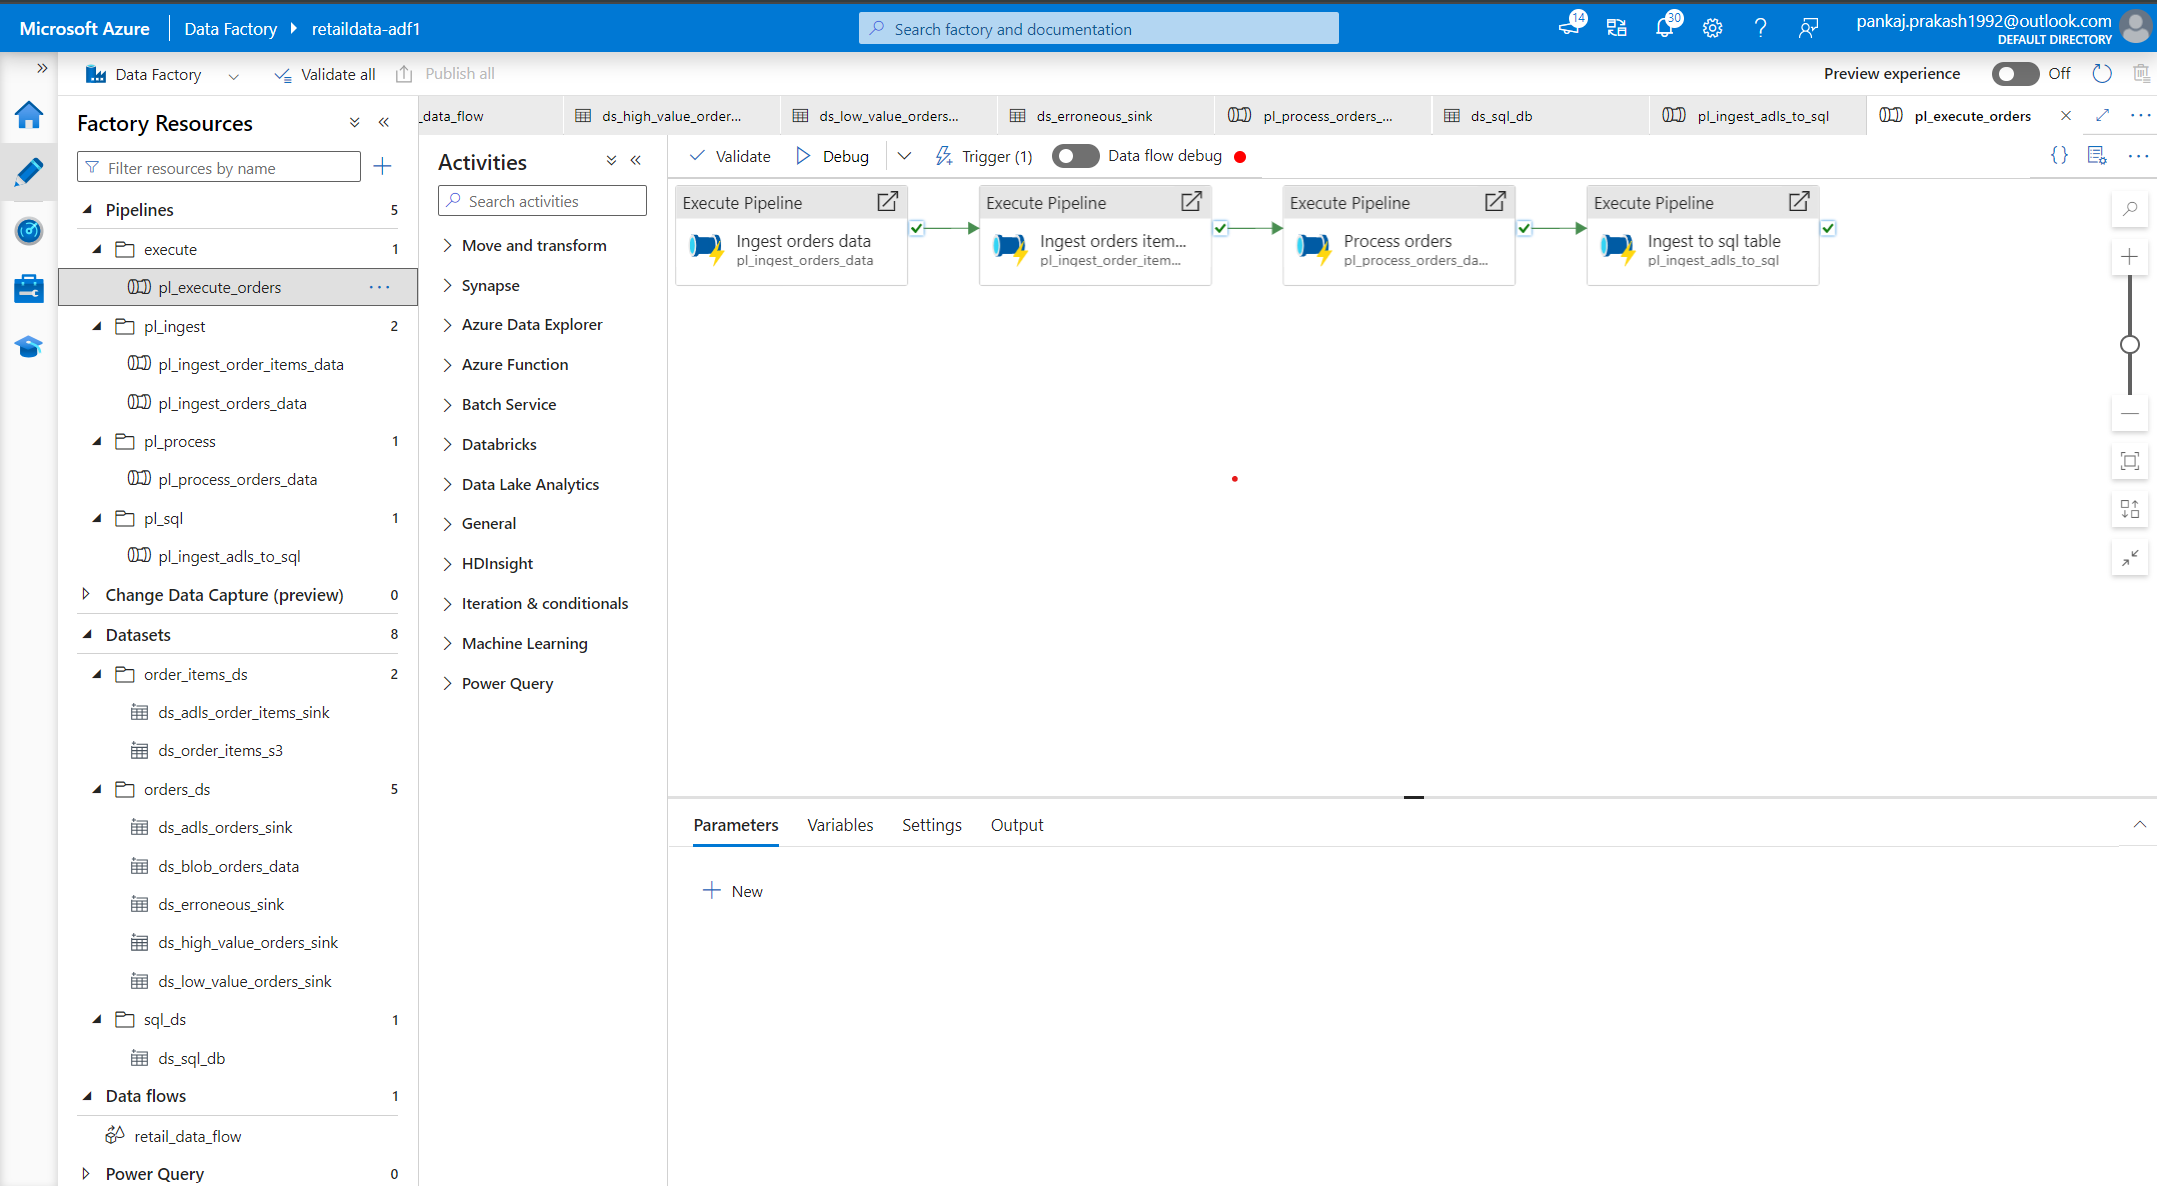 Microsoft Azure
Data Factory
retaildata-adf1
Search factory and documentation
14
30
pankaj.prakash1992@outlook.com
DEFAULT DIRECTORY
Data Factory
Validate all
Publish all
Preview experience
Off
Factory Resources
Filter resources by name
Pipelines 5
execute 1
pl_execute_orders
pl_ingest 2
pl_ingest_order_items_data
pl_ingest_orders_data
pl_process 1
pl_process_orders_data
pl_sql 1
pl_ingest_adls_to_sql
Change Data Capture (preview) 0
Datasets 8
order_items_ds 2
ds_adls_order_items_sink
ds_order_items_s3
orders_ds 5
ds_adls_orders_sink
ds_blob_orders_data
ds_erroneous_sink
ds_high_value_orders_sink
ds_low_value_orders_sink
sql_ds 1
ds_sql_db
Data flows 1
retail_data_flow
Power Query 0
_data_flow
ds_high_value_order...
ds_low_value_orders...
ds_erroneous_sink
pl_process_orders_...
ds_sql_db
pl_ingest_adls_to_sql
pl_execute_orders
Activities
Search activities
Move and transform
Synapse
Azure Data Explorer
Azure Function
Batch Service
Databricks
Data Lake Analytics
General
HDInsight
Iteration & conditionals
Machine Learning
Power Query
Validate
Debug
Trigger (1)
Data flow debug
{}
Execute Pipeline
Ingest orders data
pl_ingest_orders_data
Execute Pipeline
Ingest orders item...
pl_ingest_order_item...
Execute Pipeline
Process orders
pl_process_orders_da...
Execute Pipeline
Ingest to sql table
pl_ingest_adls_to_sql
Parameters
Variables
Settings
Output
New